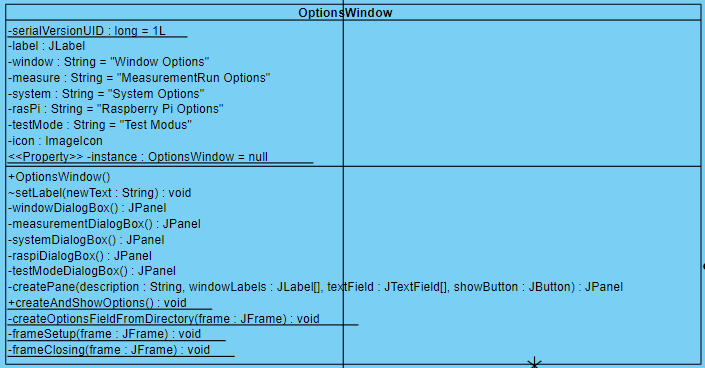 OptionsWindow
-serialVersionUID : long = 1L
-label : JLabel
-window : String = "Window Options"
-measure : String = "MeasurementRun Options"
-system : String = "System Options"
-rasPi : String = "Raspberry Pi Options"
-testMode : String = "Test Modus"
-icon : ImageIcon
<<Property>> -instance : OptionsWindow = null
+OptionsWindow()
~setLabel(newText : String) : void
-windowDialogBox() : JPanel
-measurementDialogBox() : JPanel
-systemDialogBox() : JPanel
-raspiDialogBox() : JPanel
-testModeDialogBox() : JPanel
-createPane(description : String, windowLabels : JLabel[], textField : JTextField[], showButton : JButton) : JPanel
+createAndShowOptions() : void
-createOptionsFieldFromDirectory(frame : JFrame) : void
-frameSetup(frame : JFrame) : void
-frameClosing(frame : JFrame) : void